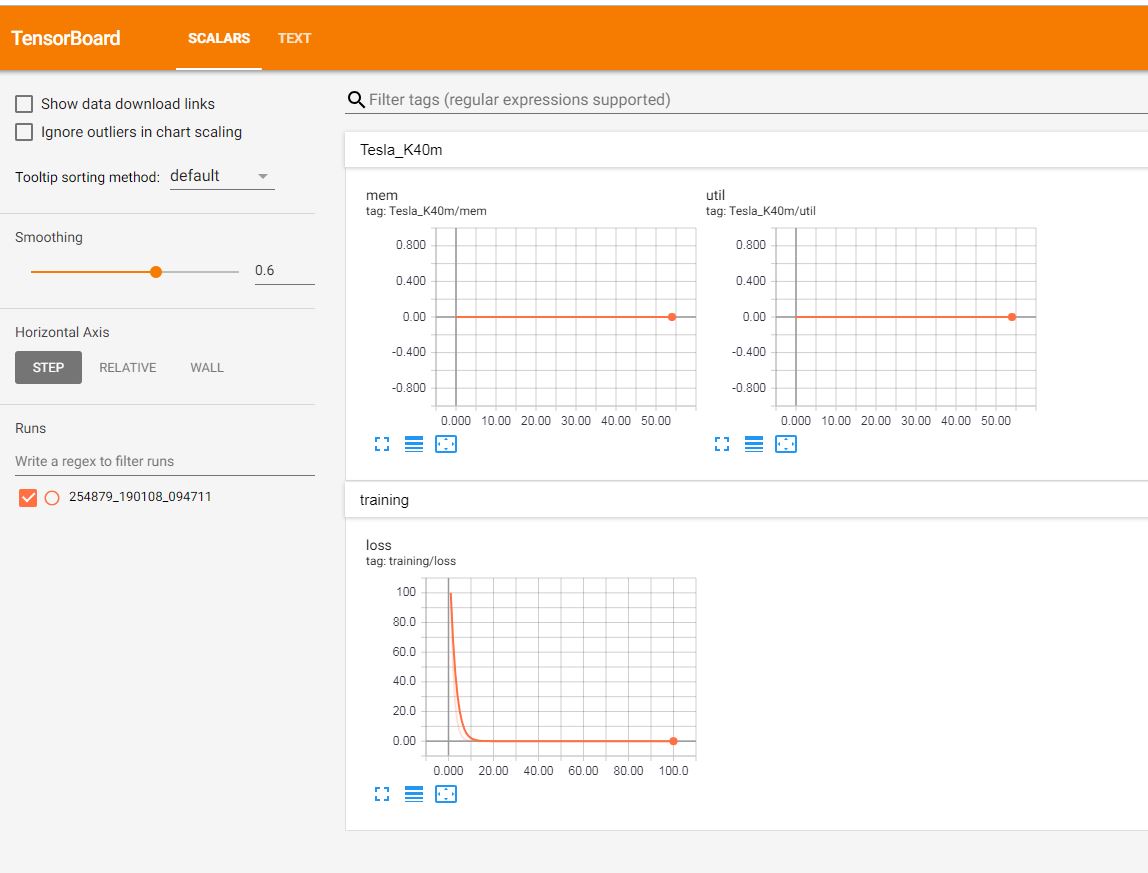 TensorBoard SCALARS TEXT
Show data download links
Ignore outliers in chart scaling
Tooltip sorting method: default
Smoothing
0.6
Horizontal Axis
STEP RELATIVE WALL
Runs
Write a regex to filter runs
254879_190108_094711
Filter tags (regular expressions supported)
Tesla_K40m
mem
tag: Tesla_K40m/mem
0.800
0.400
0.00
-0.400
-0.800
0.000 10.00 20.00 30.00 40.00 50.00
util
tag: Tesla_K40m/util
0.800
0.400
0.00
-0.400
-0.800
0.000 10.00 20.00 30.00 40.00 50.00
training
loss
tag: training/loss
100
80.0
60.0
40.0
20.0
0.00
0.000 20.00 40.00 60.00 80.00 100.0